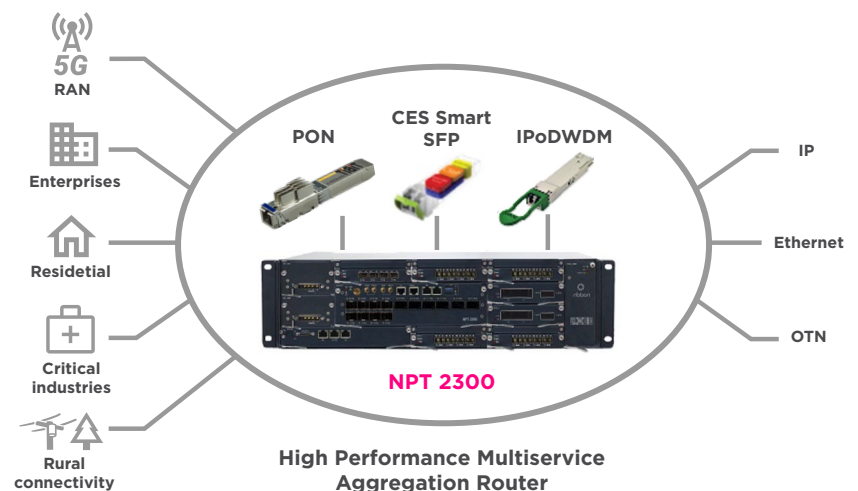 5G
RAN
Enterprises
Residetial
Critical
industries
Rural
connectivity
PON
CES Smart
SFP
IPoDWDM
ribbon
NPT 2300
High Performance Multiservice
Aggregation Router
IP
Ethernet
OTN